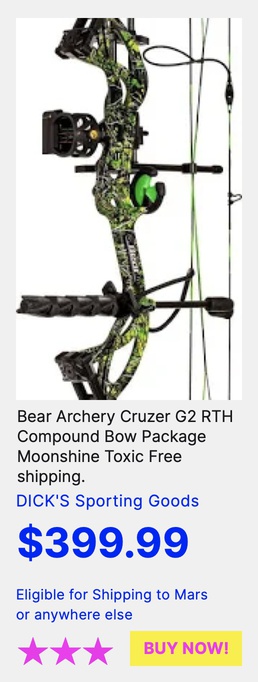 Bear Archery Cruzer G2 RTH
Compound Bow Package
Moonshine Toxic Free
shipping.
DICK'S Sporting Goods
$399.99
Eligible for Shipping to Mars
or anywhere else
BUY NOW!